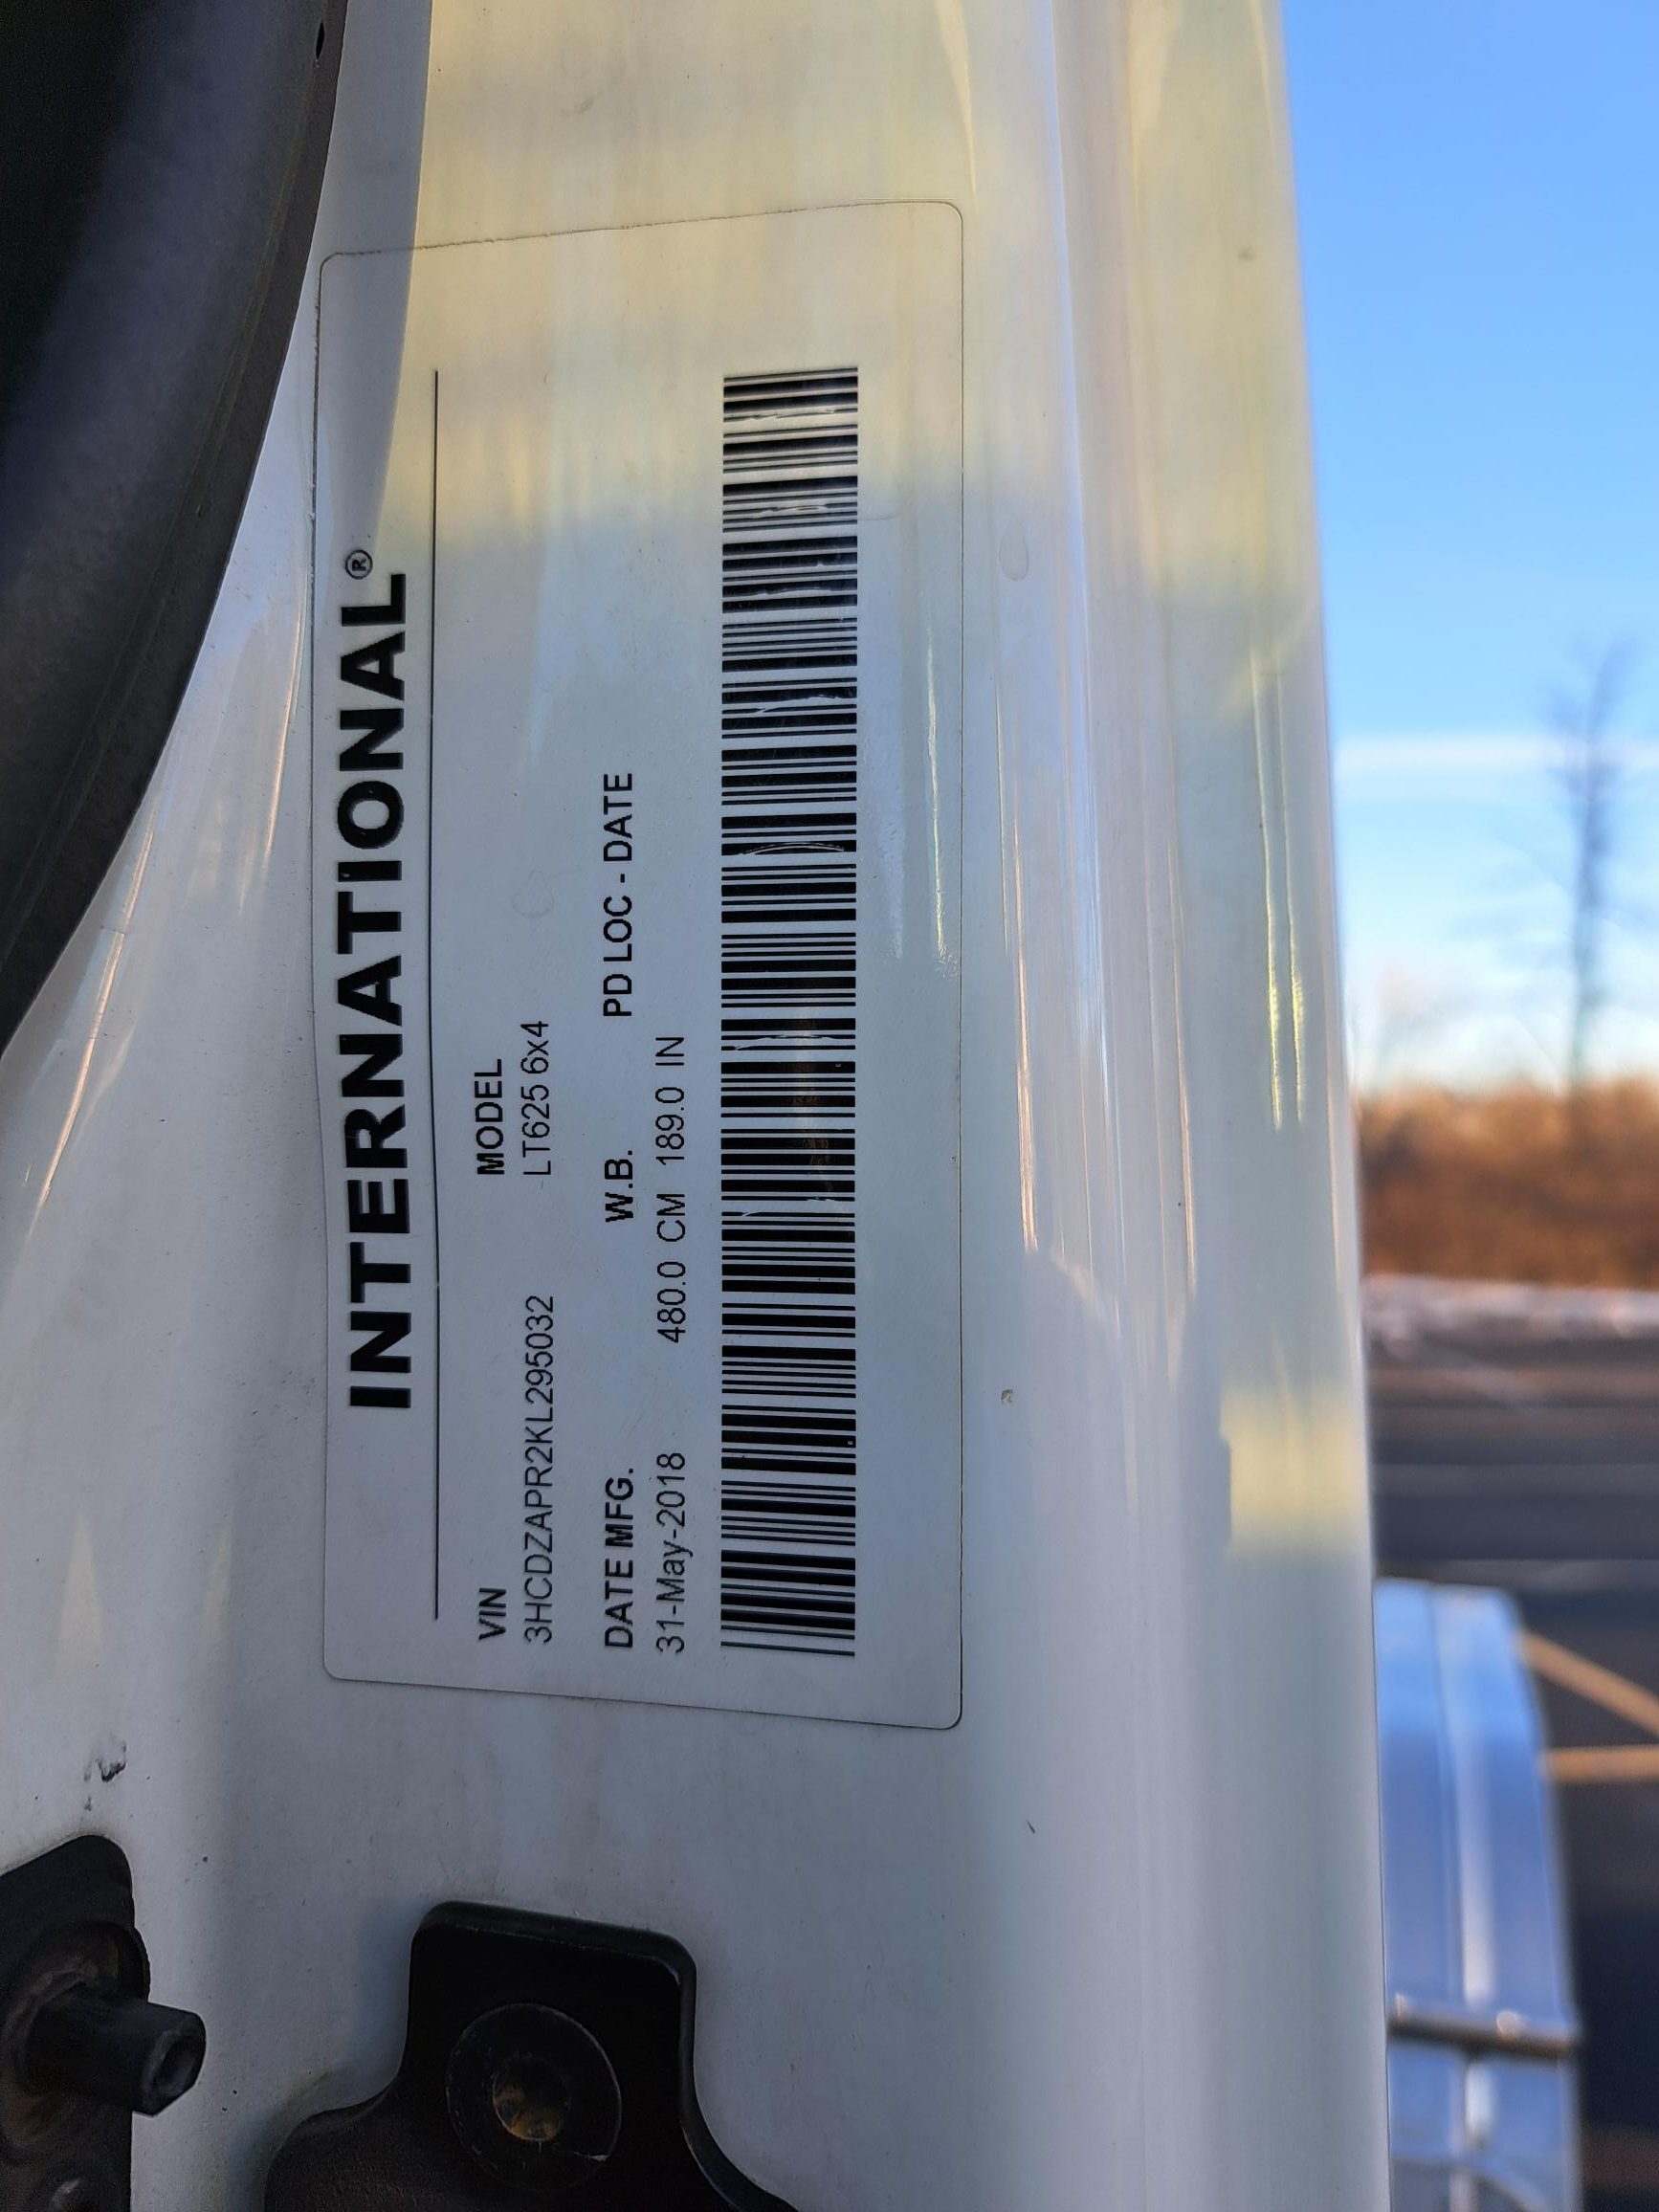 INTERNATIONAL®
VIN MODEL
3HCDZAPR2KL295032 LT625 6x4
DATE MFG. W.B. PD LOC - DATE
31-May-2018 480.0 CM 189.0 IN